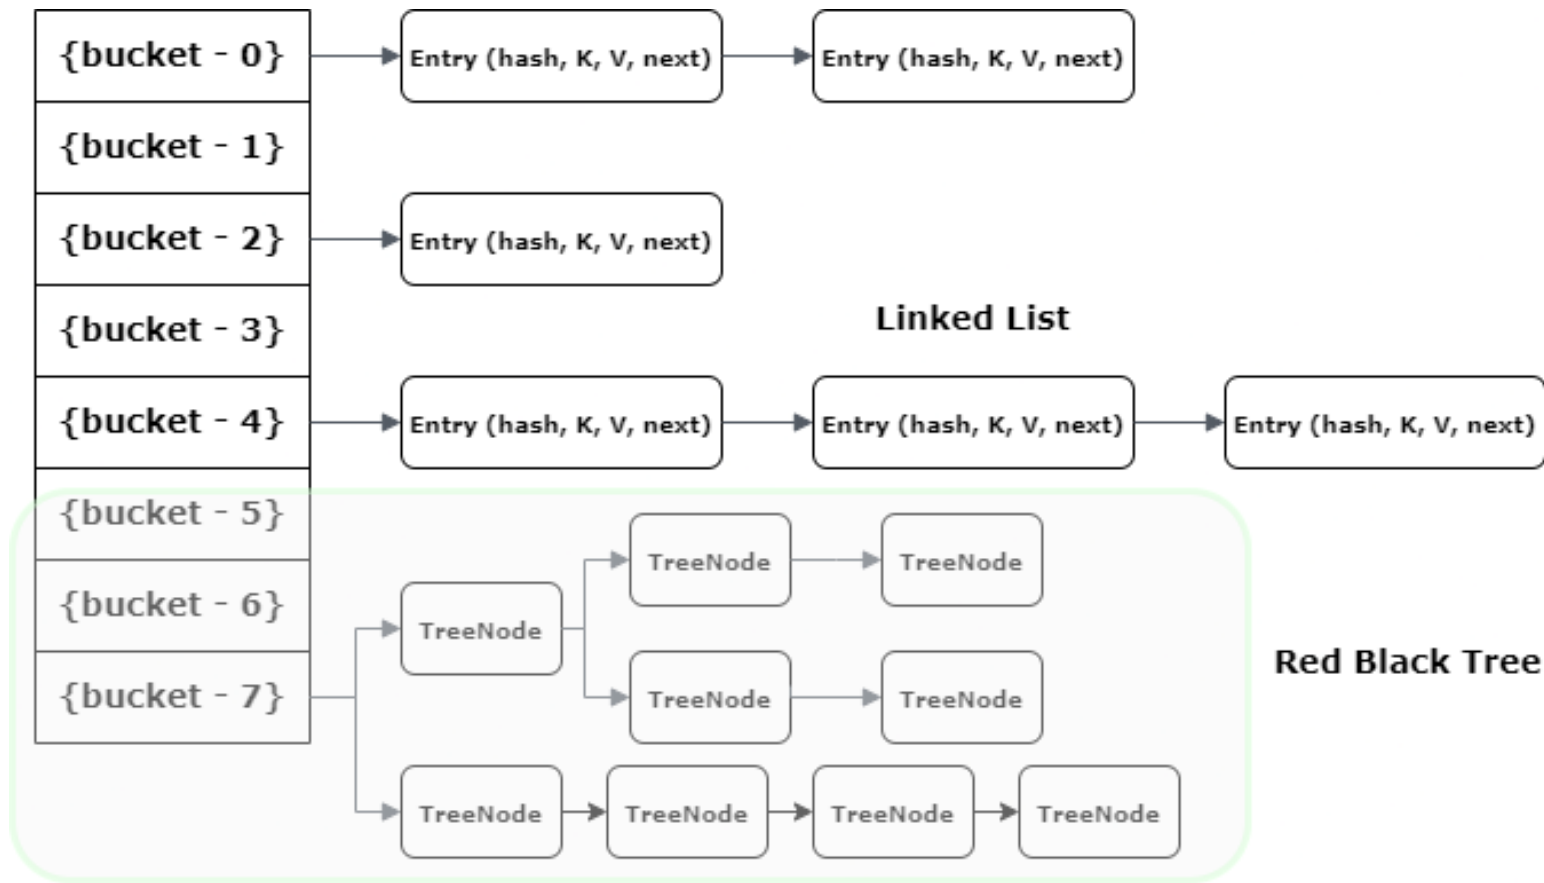 {bucket - 0}
Entry (hash, K, V, next)
Entry (hash, K, V, next)
{bucket - 1}
{bucket - 2}
Entry (hash, K, V, next)
{bucket - 3}
Linked List
{bucket - 4}
Entry (hash, K, V, next)
Entry (hash, K, V, next)
Entry (hash, K, V, next)
{bucket - 5}
TreeNode
TreeNode
{bucket - 6}
TreeNode
{bucket - 7}
TreeNode
TreeNode
Red Black Tree
TreeNode
TreeNode
TreeNode
TreeNode